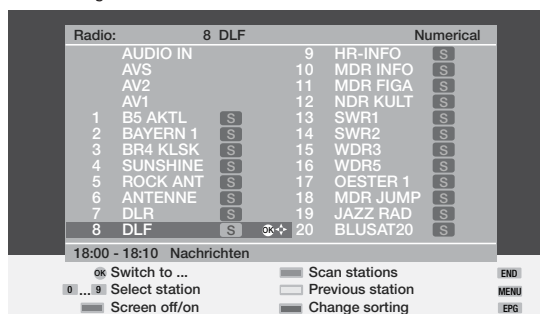 Radio: 8 DLF Numerical
AUDIO IN 9 HR-INFO S
AVS 10 MDR INFO S
AV2 11 MDR FIGA S
AV1 12 NDR KULT S
1 B5 AKTL S 13 SWR1 S
2 BAYERN 1 S 14 SWR2 S
3 BR4 KLSK S 15 WDR3 S
4 SUNSHINE S 16 WDR5 S
5 ROCK ANT S 17 OESTER 1 S
6 ANTENNE S 18 MDR JUMP S
7 DLR S 19 JAZZ RAD S
8 DLF S OK 20 BLUSAT20 S
18:00 - 18:10 Nachrichten
OK Switch to ... Scan stations END
0 ... 9 Select station Previous station MENU
Screen off/on Change sorting EPG